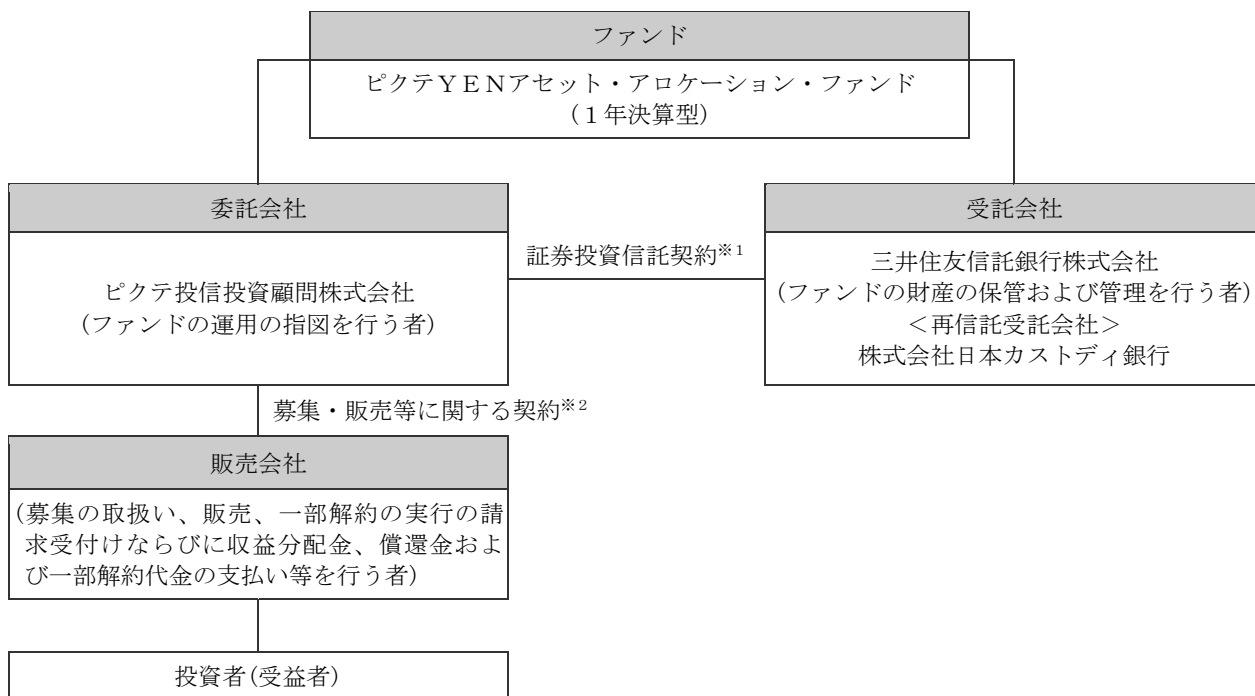 ファンド
ピクテYENアセット・アロケーション・ファンド
(1年決算型)
委託会社
ピクテ投信投資顧問株式会社
(ファンドの運用の指図を行う者)
証券投資信託契約※1
受託会社
三井住友信託銀行株式会社
(ファンドの財産の保管および管理を行う者)
<再信託受託会社>
株式会社日本カストディ銀行
募集・販売等に関する契約※2
販売会社
(募集の取扱い、販売、一部解約の実行の請
求受付けならびに収益分配金、償還金およ
び一部解約代金の支払い等を行う者)
投資者(受益者)